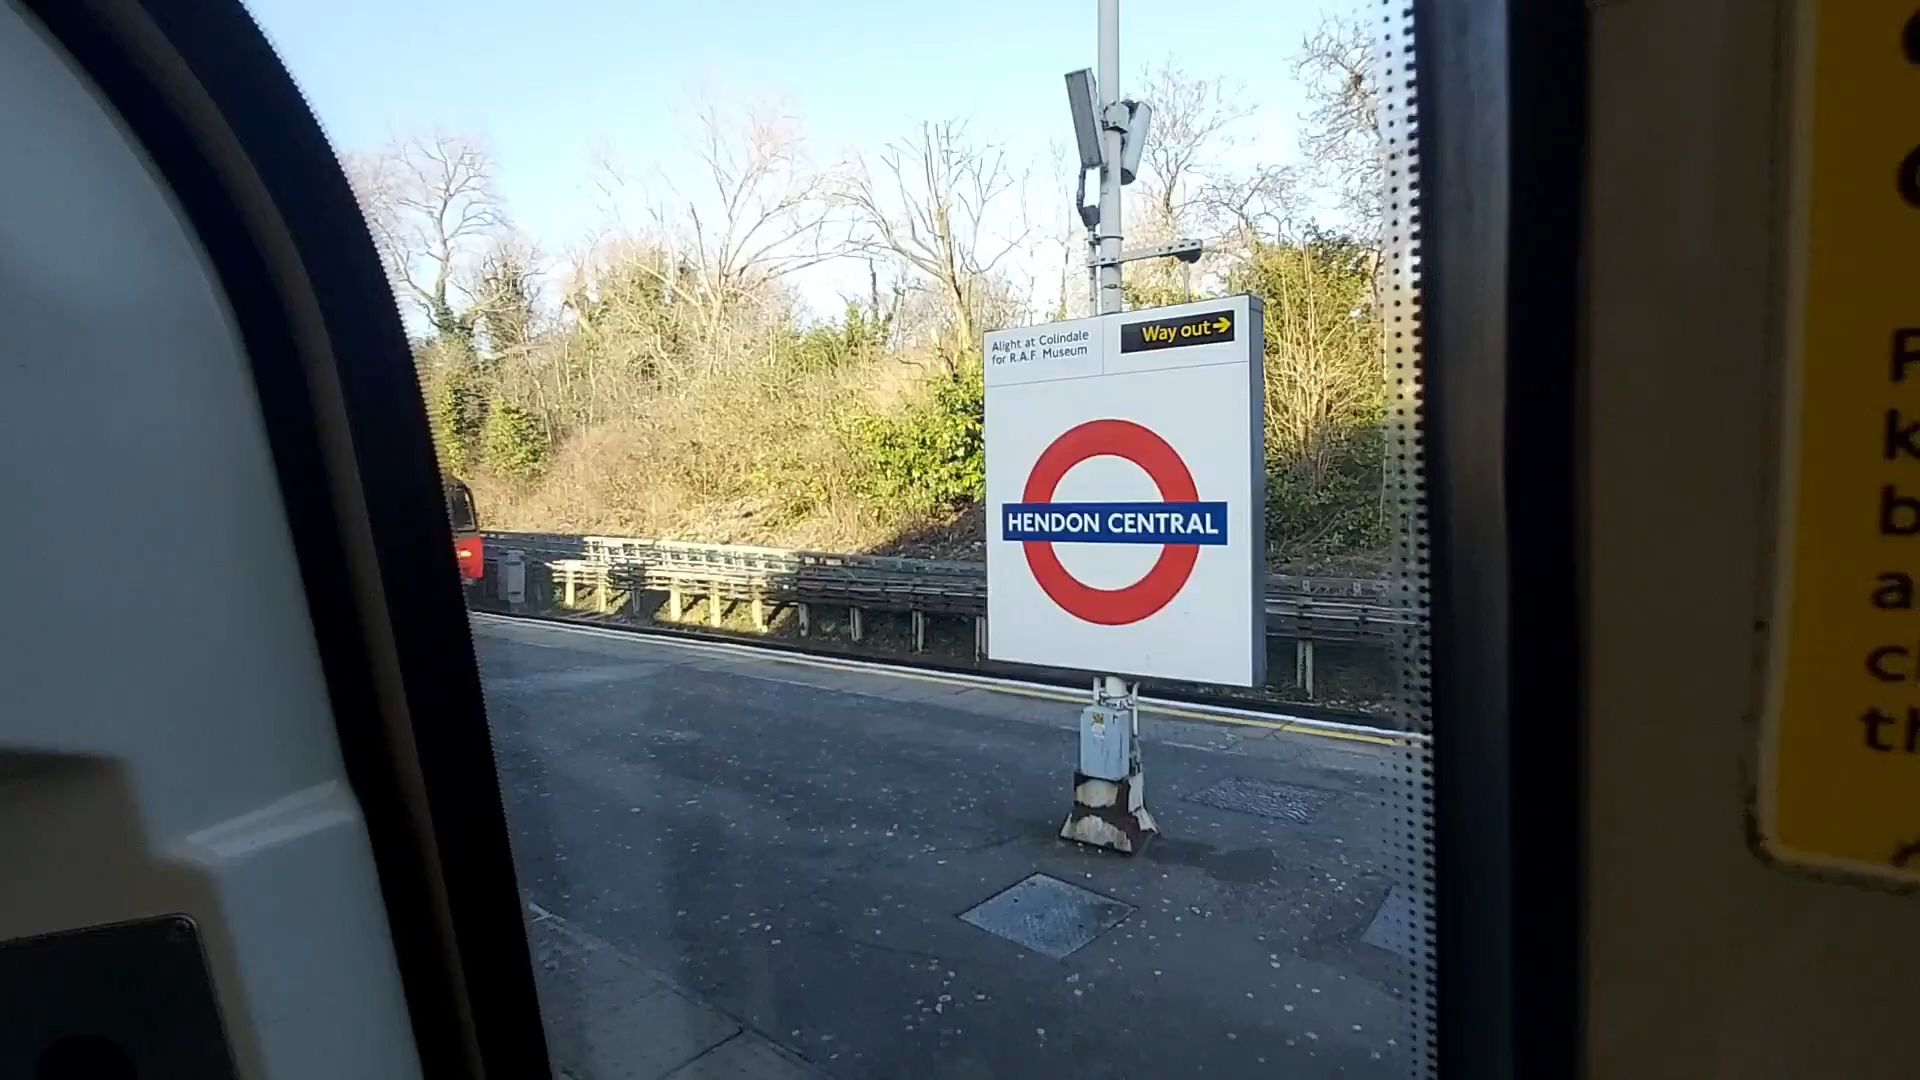 Alight at Colindale
for R.A.F Museum
Way out→
HENDON CENTRAL